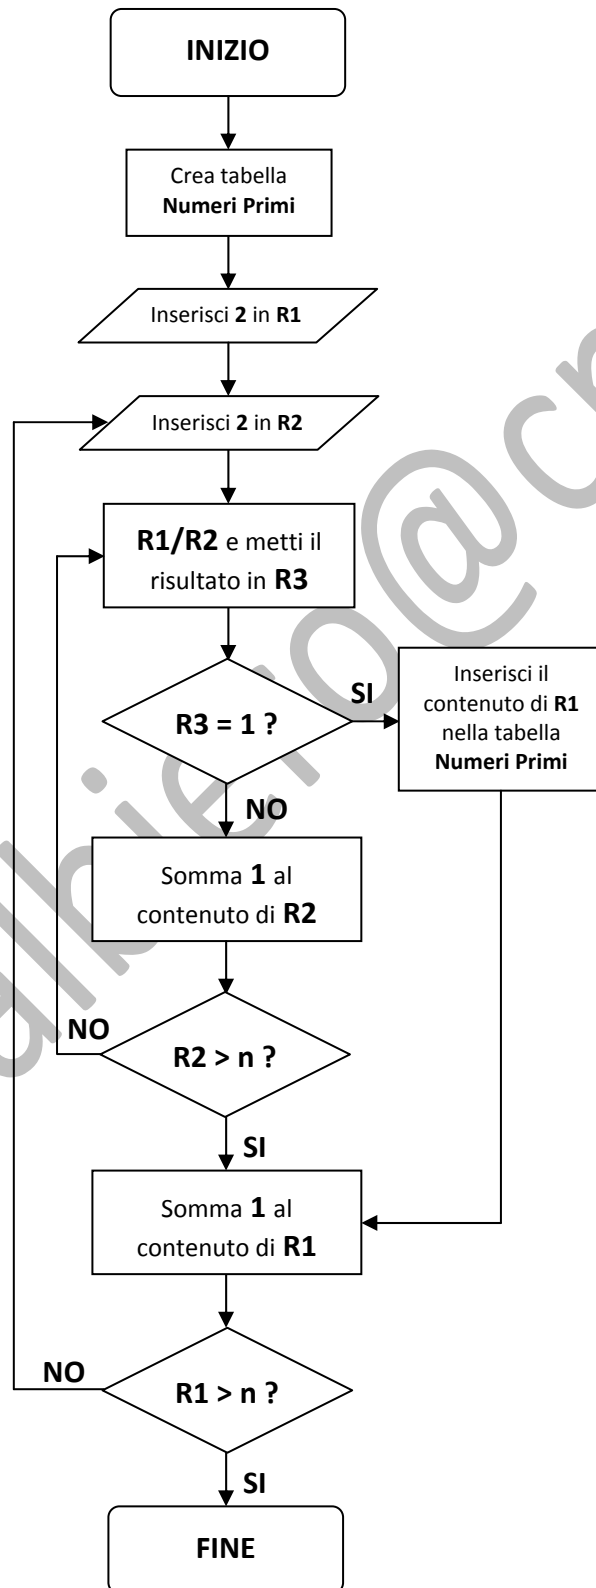 INIZIO
Crea tabella
Numeri Primi
Inserisci 2 in R1
Inserisci 2 in R2
R1/R2 e metti il
risultato in R3
R3 = 1 ?
SI
Inserisci il
contenuto di R1
nella tabella
Numeri Primi
NO
Somma 1 al
contenuto di R2
NO
R2 > n ?
SI
Somma 1 al
contenuto di R1
NO
R1 > n ?
SI
FINE